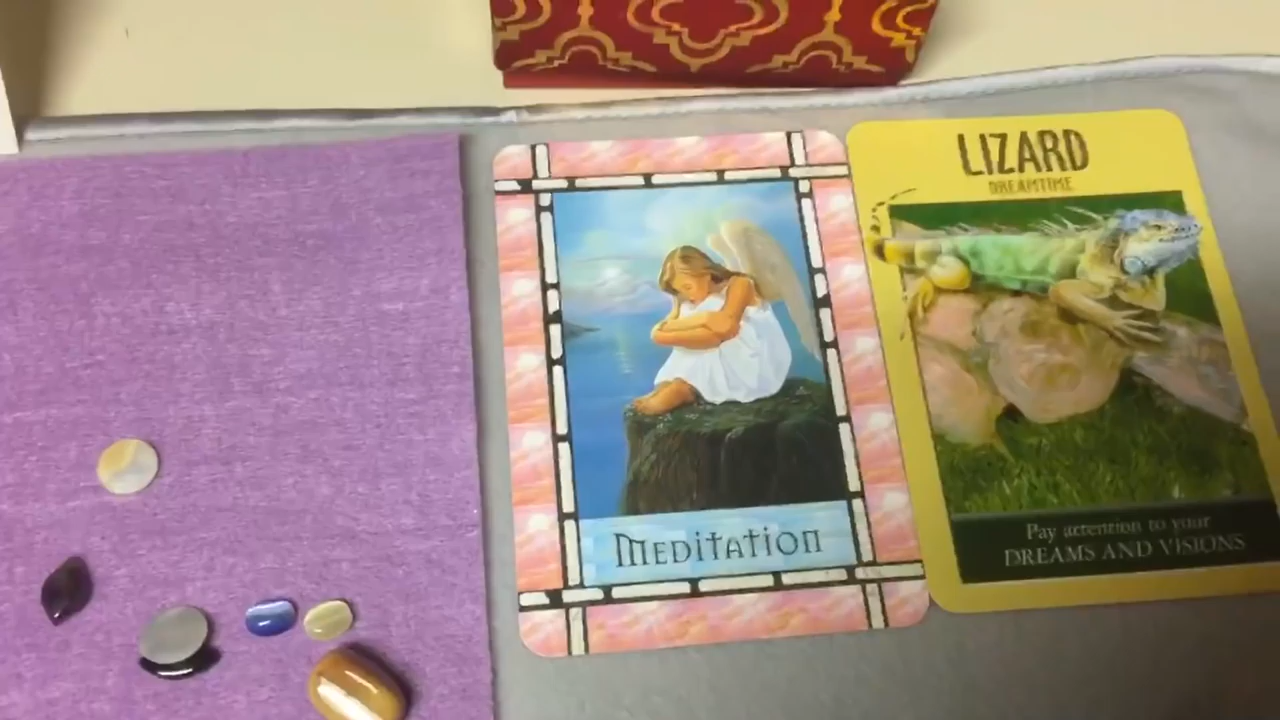 MEDITATION
LIZARD
DREAMTIME
Pay attention to your
DREAMS AND VISIONS